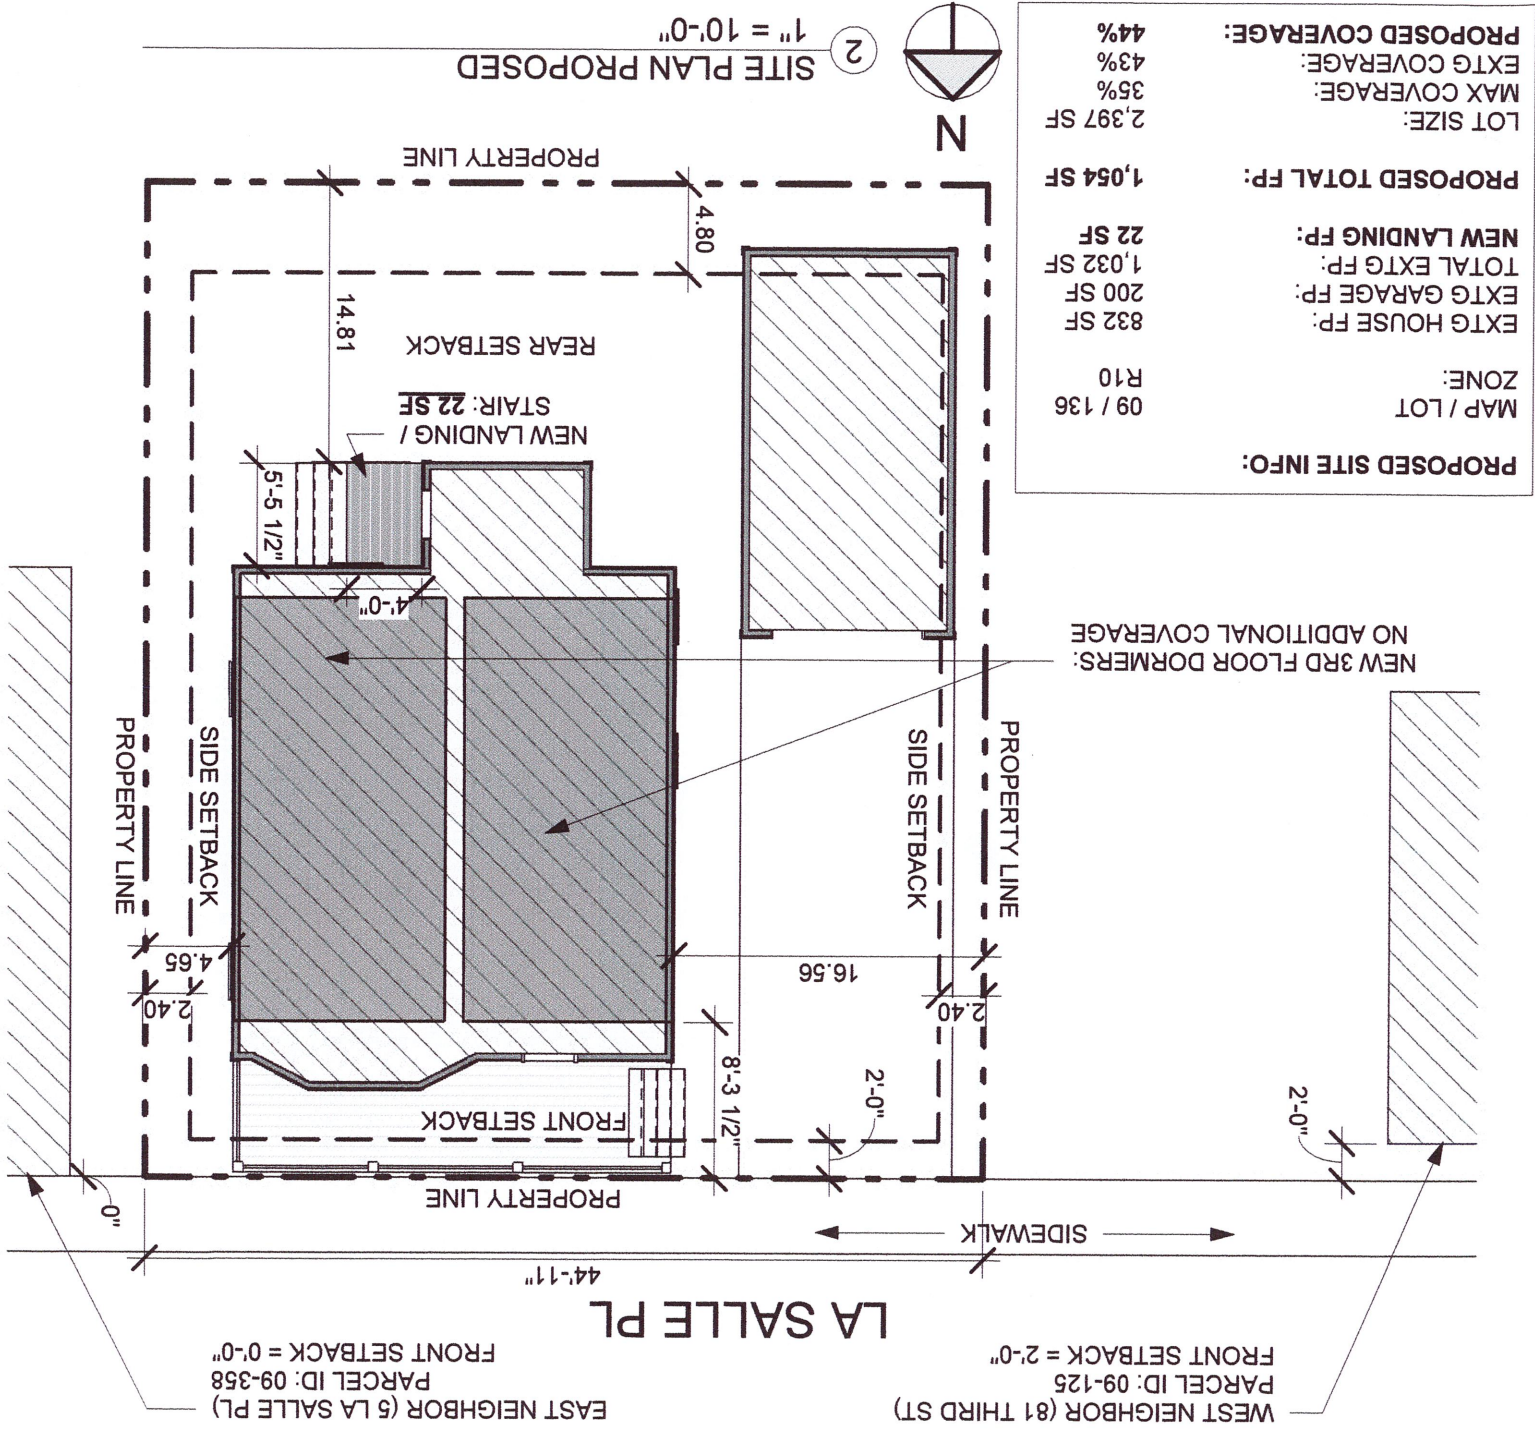 WEST NEIGHBOR (81 THIRD ST)
PARCEL ID: 09-125
FRONT SETBACK = 2'-0"
EAST NEIGHBOR (5 LA SALLE PL)
PARCEL ID: 09-358
FRONT SETBACK = 0'-0"
LA SALLE PL
44'-11"
SIDEWALK
0"
PROPERTY LINE
2'-0"
2'-0"
FRONT SETBACK
8'-3 1/2"
2.40
2.40
16.56
4.65
PROPERTY LINE
SIDE SETBACK
SIDE SETBACK
PROPERTY LINE
NEW 3RD FLOOR DORMERS:
NO ADDITIONAL COVERAGE
4'-0"
5'-5 1/2"
NEW LANDING /
STAIR: 22 SF
REAR SETBACK
14.81
4.80
PROPERTY LINE
PROPOSED SITE INFO:
MAP / LOT 09 / 136
ZONE: R10
EXTG HOUSE FP: 832 SF
EXTG GARAGE FP: 200 SF
TOTAL EXTG FP: 1,032 SF
NEW LANDING FP: 22 SF
PROPOSED TOTAL FP: 1,054 SF
LOT SIZE: 2,397 SF
MAX COVERAGE: 35%
EXTG COVERAGE: 43%
PROPOSED COVERAGE: 44%
N
2
SITE PLAN PROPOSED
1" = 10'-0"